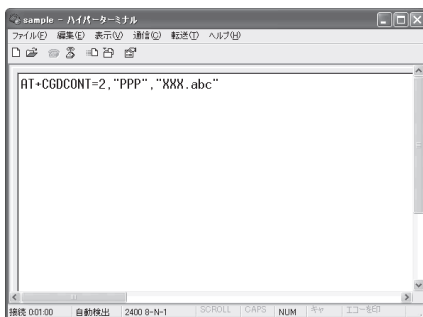 sample - ハイパーターミナル
ファイル(F) 編集(E) 表示(V) 通信(C) 転送(T) ヘルプ(H)
AT+CGDCONT=2,"PPP","XXX.abc"
接続 0:01:00 自動検出 2400 8-N-1 SCROLL CAPS NUM キャ エコーを印